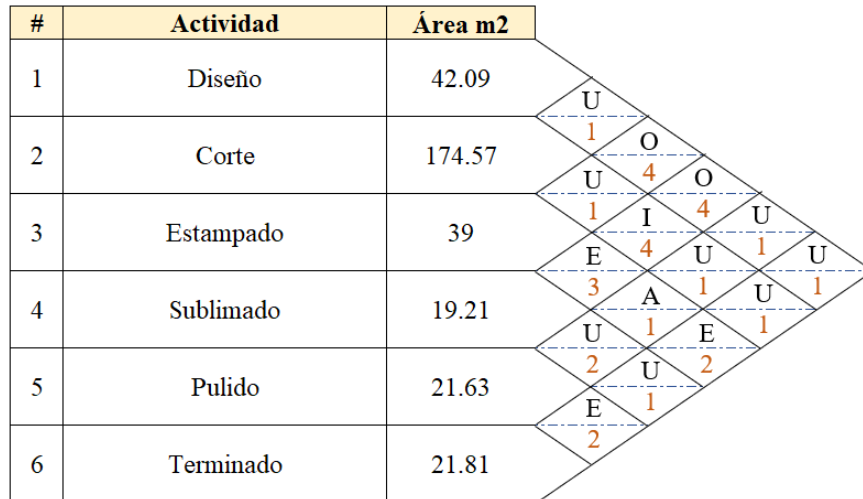 # Actividad Área m2
1 Diseño 42.09
2 Corte 174.57
3 Estampado 39
4 Sublimado 19.21
5 Pulido 21.63
6 Terminado 21.81
U
1
O
4
U
1
O
4
I
4
U
1
E
3
U
1
U
1
A
1
U
1
U
2
E
2
U
1
E
2